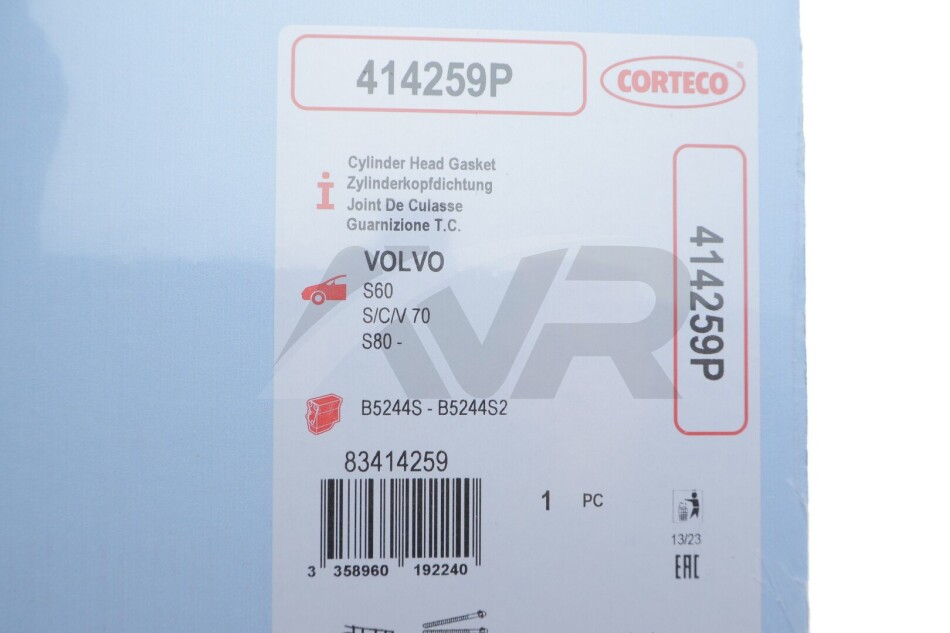 414259P
CORTECO®
Cylinder Head Gasket
Zylinderkopfdichtung
Joint De Culasse
Guarnizione T.C.
VOLVO
S60
S/C/V 70
S80 -
B5244S - B5244S2
83414259
3 358960 192240
1 PC
13/23
EAC
414259P
AVR